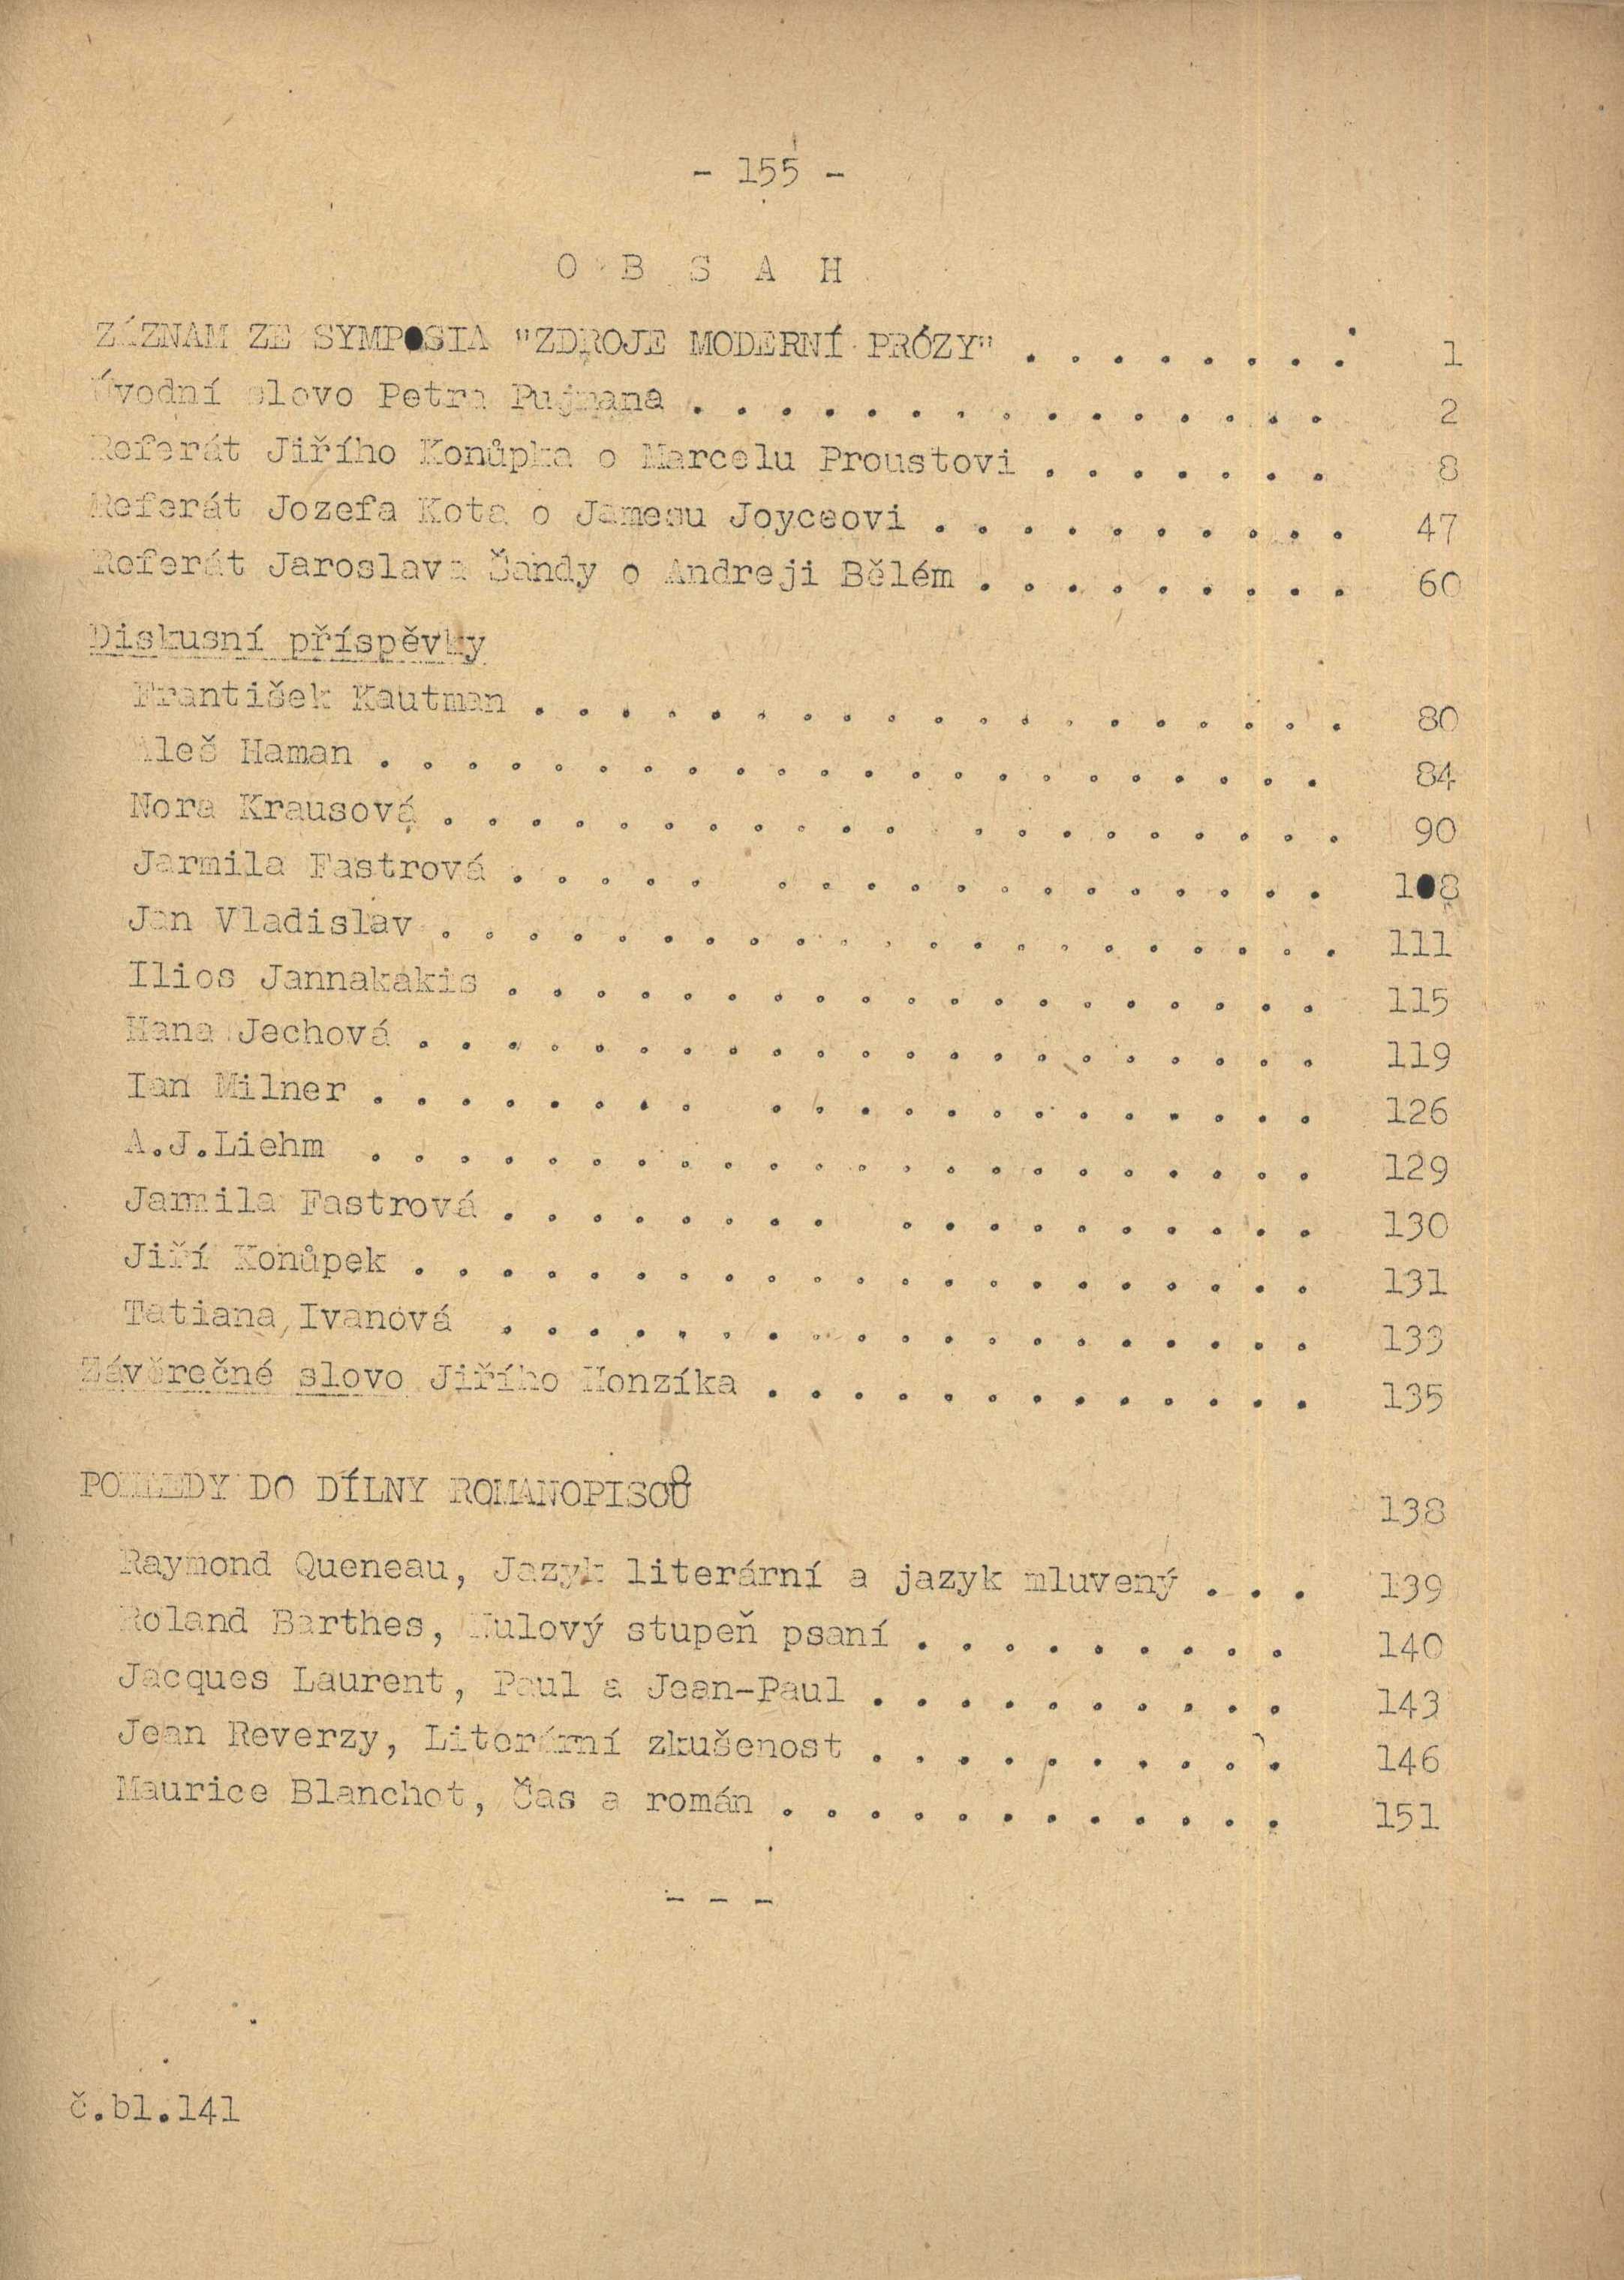 - 155 -
O B S A H
ZÁZNAM ZE SYMPOSIA "ZDROJE MODERNÍ PRÓZY" . . . . . . . . 1
Úvodní slovo Petra Pujmana . . . . . . . . . . . . . . . 2
Referát Jiřího Konůpka o Marcelu Proustovi . . . . . . . 8
Referát Jozefa Kota o Jamesu Joyceovi . . . . . . . . . . 47
Referát Jaroslava Šandy o Andreji Bělém . . . . . . . . . 60
Diskusní příspěvky
František Kautman . . . . . . . . . . . . . . . . . . . 80
Aleš Haman . . . . . . . . . . . . . . . . . . . . . . 84
Nora Krausová . . . . . . . . . . . . . . . . . . . . 90
Jarmila Fastrová . . . . . . . . . . . . . . . . . . 108
Jan Vladislav . . . . . . . . . . . . . . . . . . . . . 111
Ilios Jannakakis . . . . . . . . . . . . . . . . . . . 115
Hana Jechová . . . . . . . . . . . . . . . . . . . . . 119
Ian Milner . . . . . . . . . . . . . . . . . . . . . 126
A.J.Liehm . . . . . . . . . . . . . . . . . . . . . . 129
Jarmila Fastrová . . . . . . . . . . . . . . . . . . 130
Jiří Konůpek . . . . . . . . . . . . . . . . . . . . . 131
Tatiana Ivanová . . . . . . . . . . . . . . . . . . . 133
Závěrečné slovo Jiřího Honzíka . . . . . . . . . . . . . 135
POHLEDY DO DÍLNY ROMANOPISCŮ 138
Raymond Queneau, Jazyk literární a jazyk mluvený . . . 139
Roland Barthes, Nulový stupeň psaní . . . . . . . . . 140
Jacques Laurent, Paul a Jean-Paul . . . . . . . . . . 143
Jean Reverzy, Literární zkušenost . . . . . . . . . . 146
Maurice Blanchot, Čas a román . . . . . . . . . . . . 151
- - -
č.bl.141